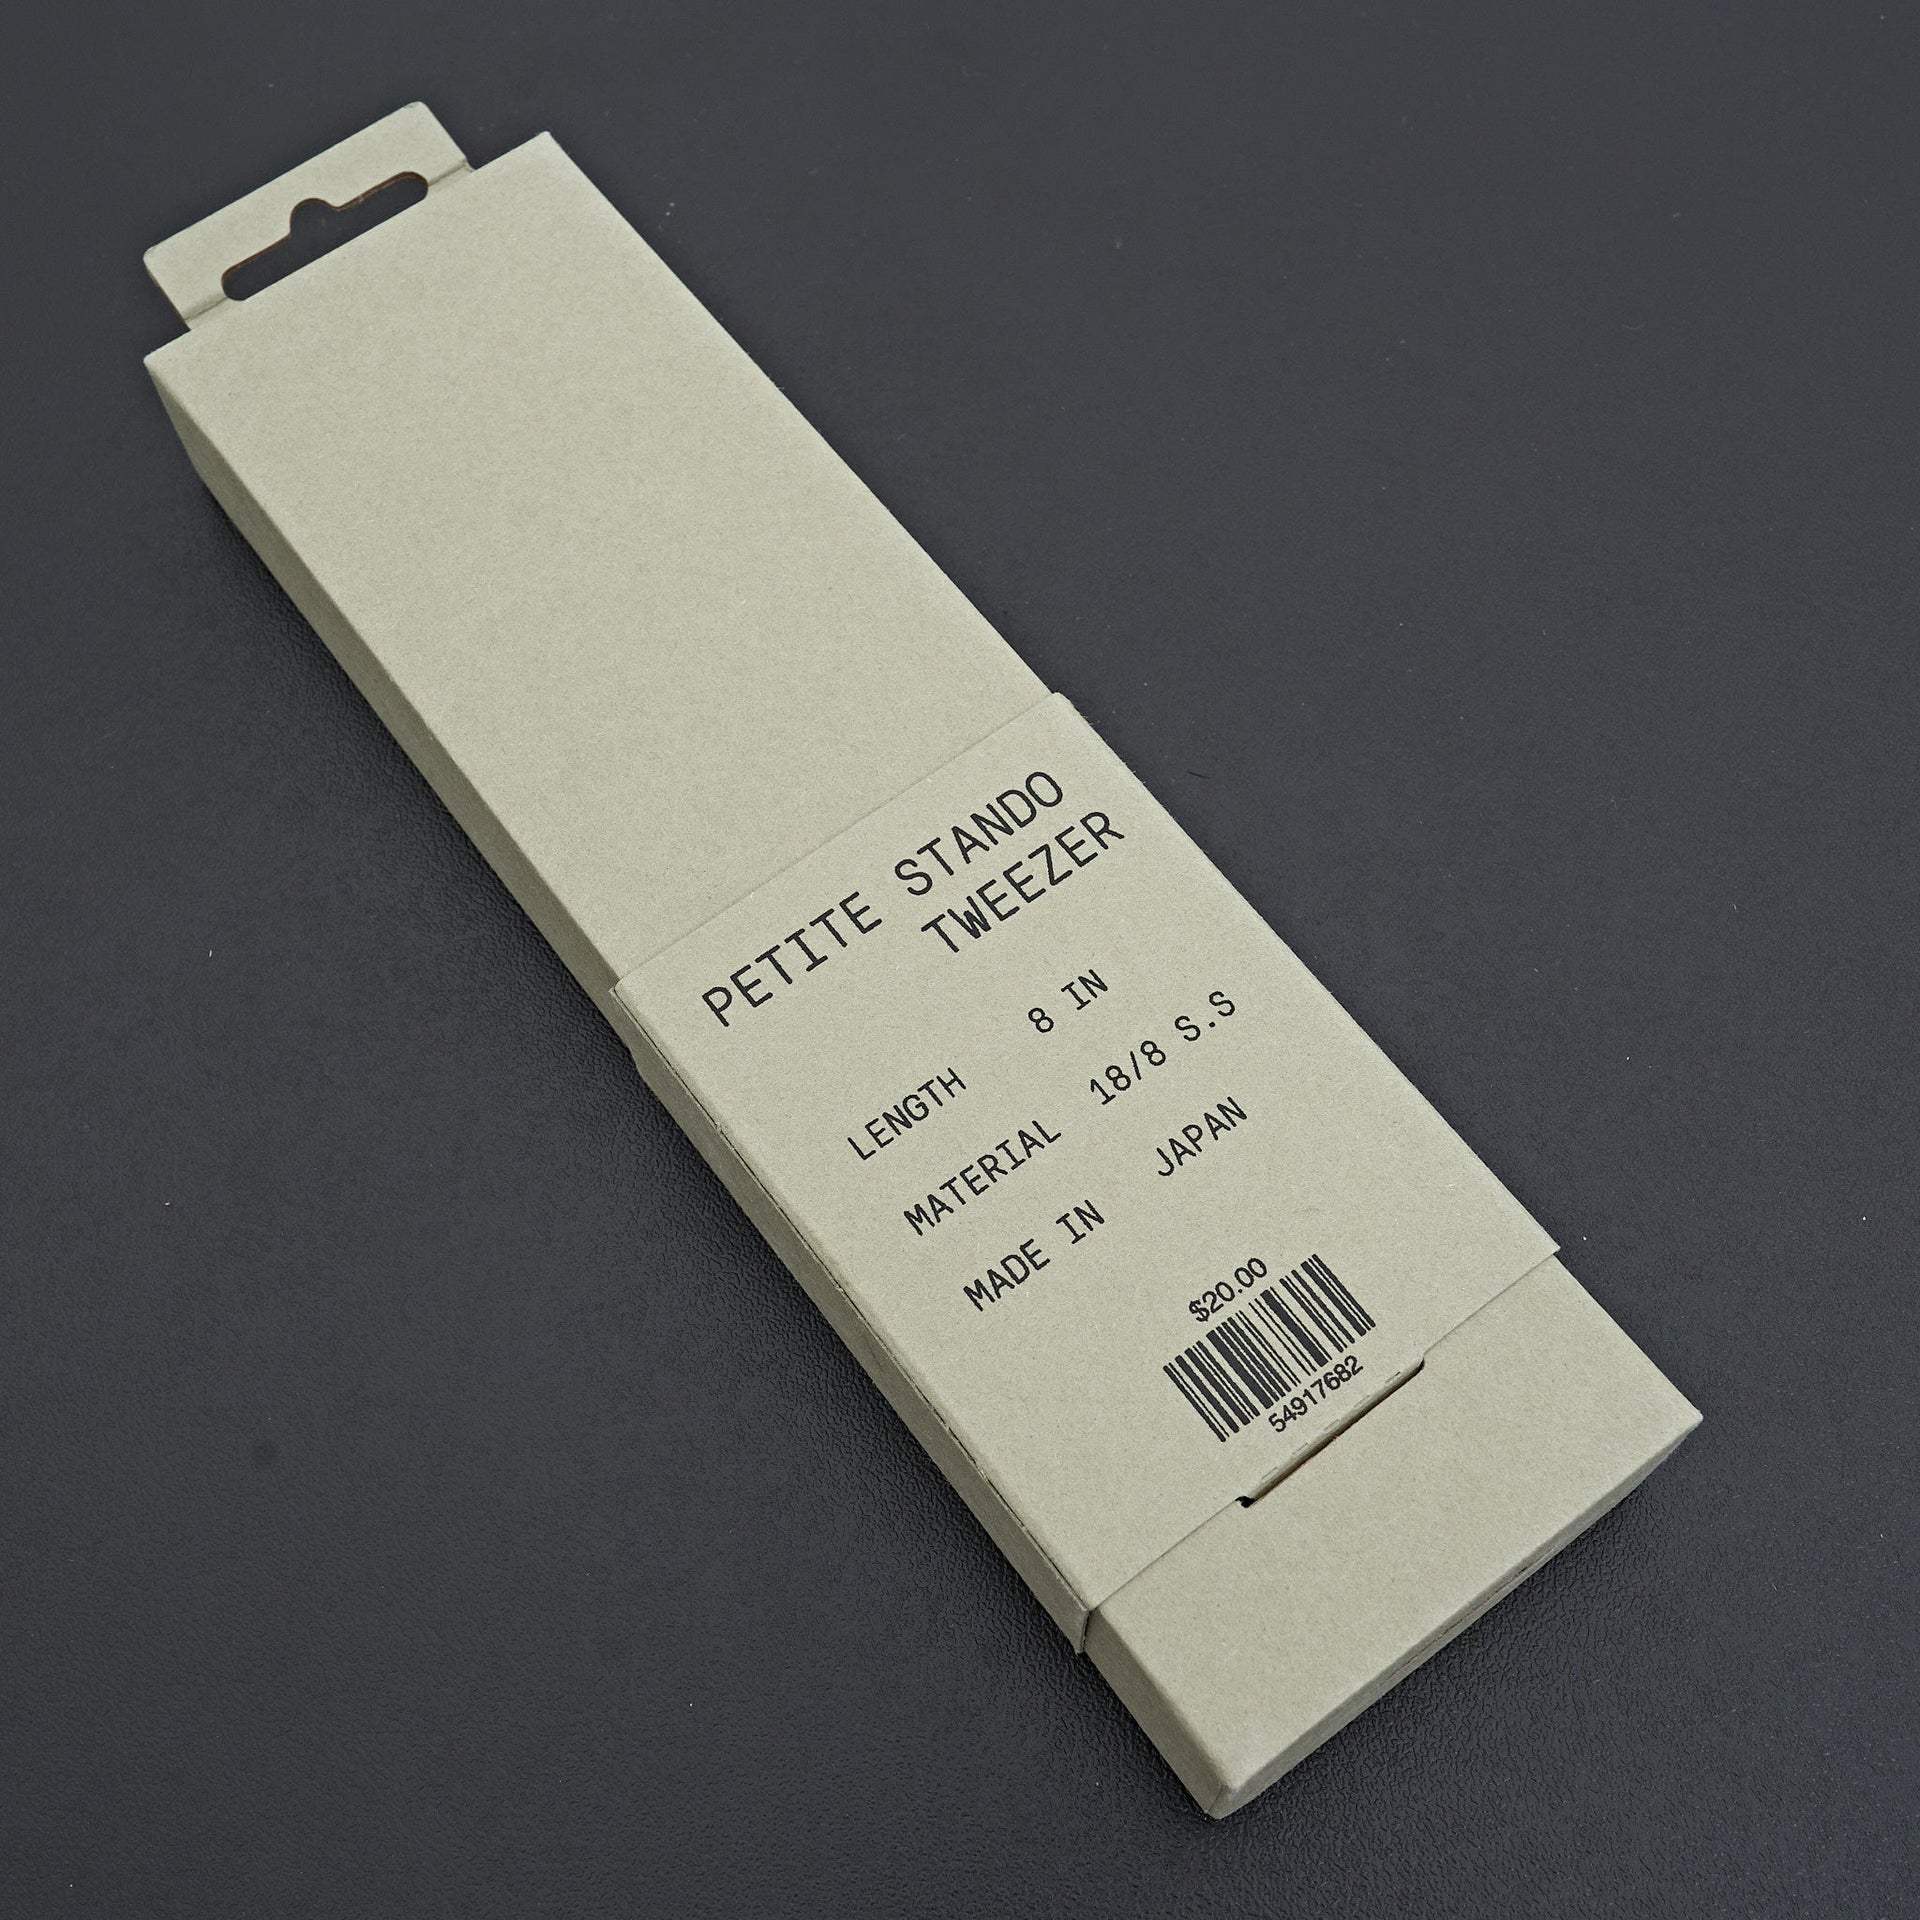 PETITE STANDO
TWEEZER
LENGTH 8 IN
MATERIAL 18/8 S.S
MADE IN JAPAN
$20.00
54917682